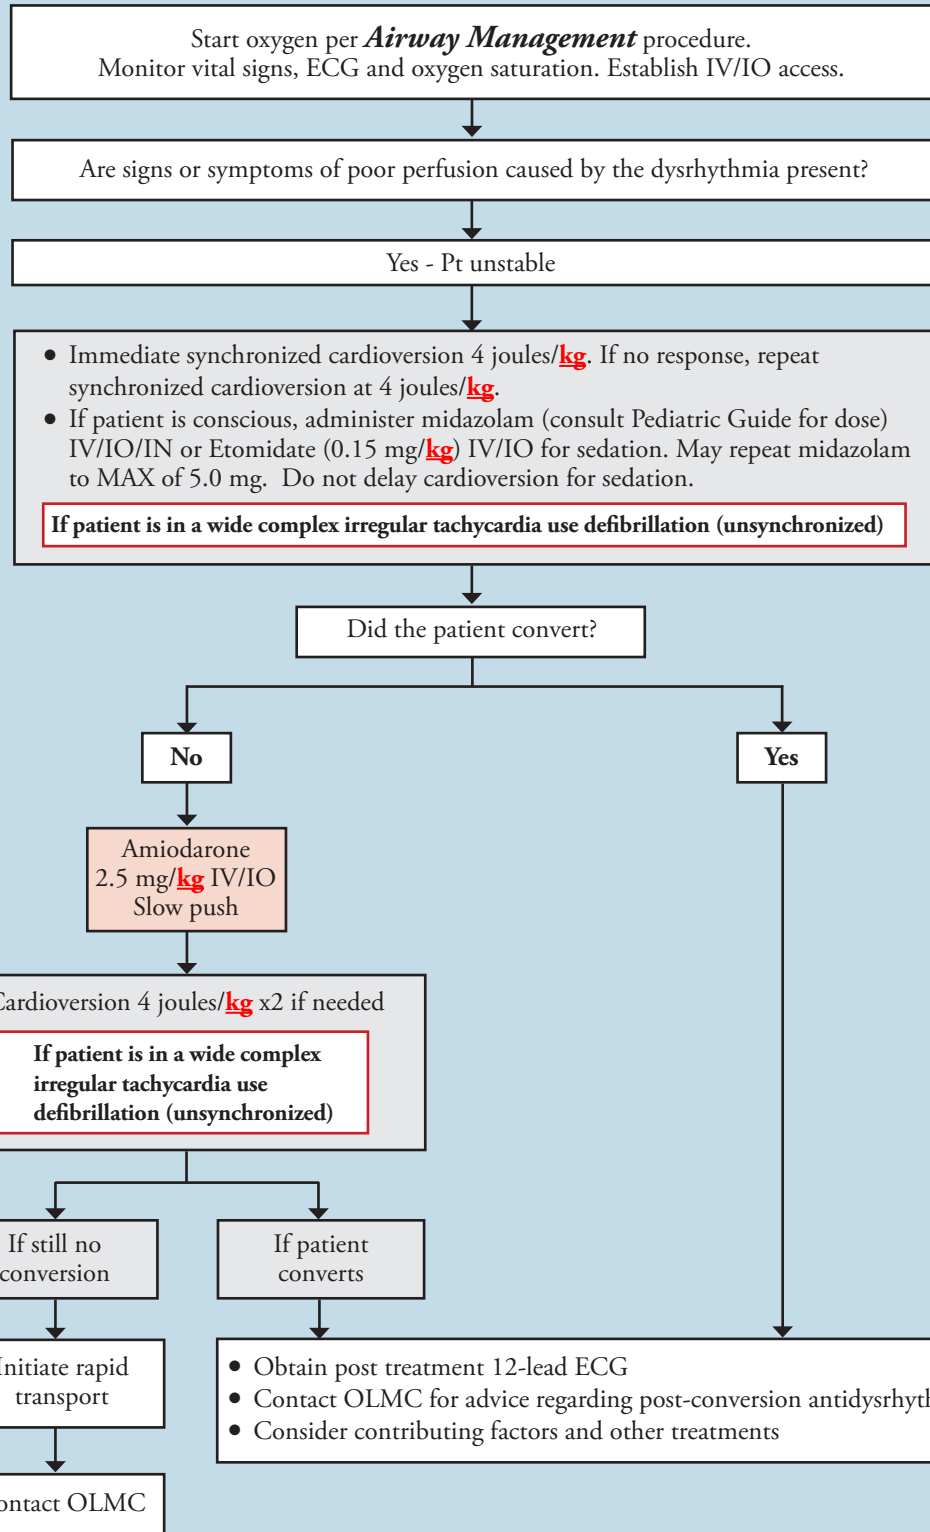 Start oxygen per Airway Management procedure.
Monitor vital signs, ECG and oxygen saturation. Establish IV/IO access.
Are signs or symptoms of poor perfusion caused by the dysrhythmia present?
Yes - Pt unstable
• Immediate synchronized cardioversion 4 joules/kg. If no response, repeat
synchronized cardioversion at 4 joules/kg.
• If patient is conscious, administer midazolam (consult Pediatric Guide for dose)
IV/IO/IN or Etomidate (0.15 mg/kg) IV/IO for sedation. May repeat midazolam
to MAX of 5.0 mg. Do not delay cardioversion for sedation.
If patient is in a wide complex irregular tachycardia use defibrillation (unsynchronized)
Did the patient convert?
No
Yes
Amiodarone
2.5 mg/kg IV/IO
Slow push
Cardioversion 4 joules/kg x2 if needed
If patient is in a wide complex
irregular tachycardia use
defibrillation (unsynchronized)
If still no
conversion
If patient
converts
Initiate rapid
transport
• Obtain post treatment 12-lead ECG
• Contact OLMC for advice regarding post-conversion
• Consider contributing factors and other treatments
OLMC